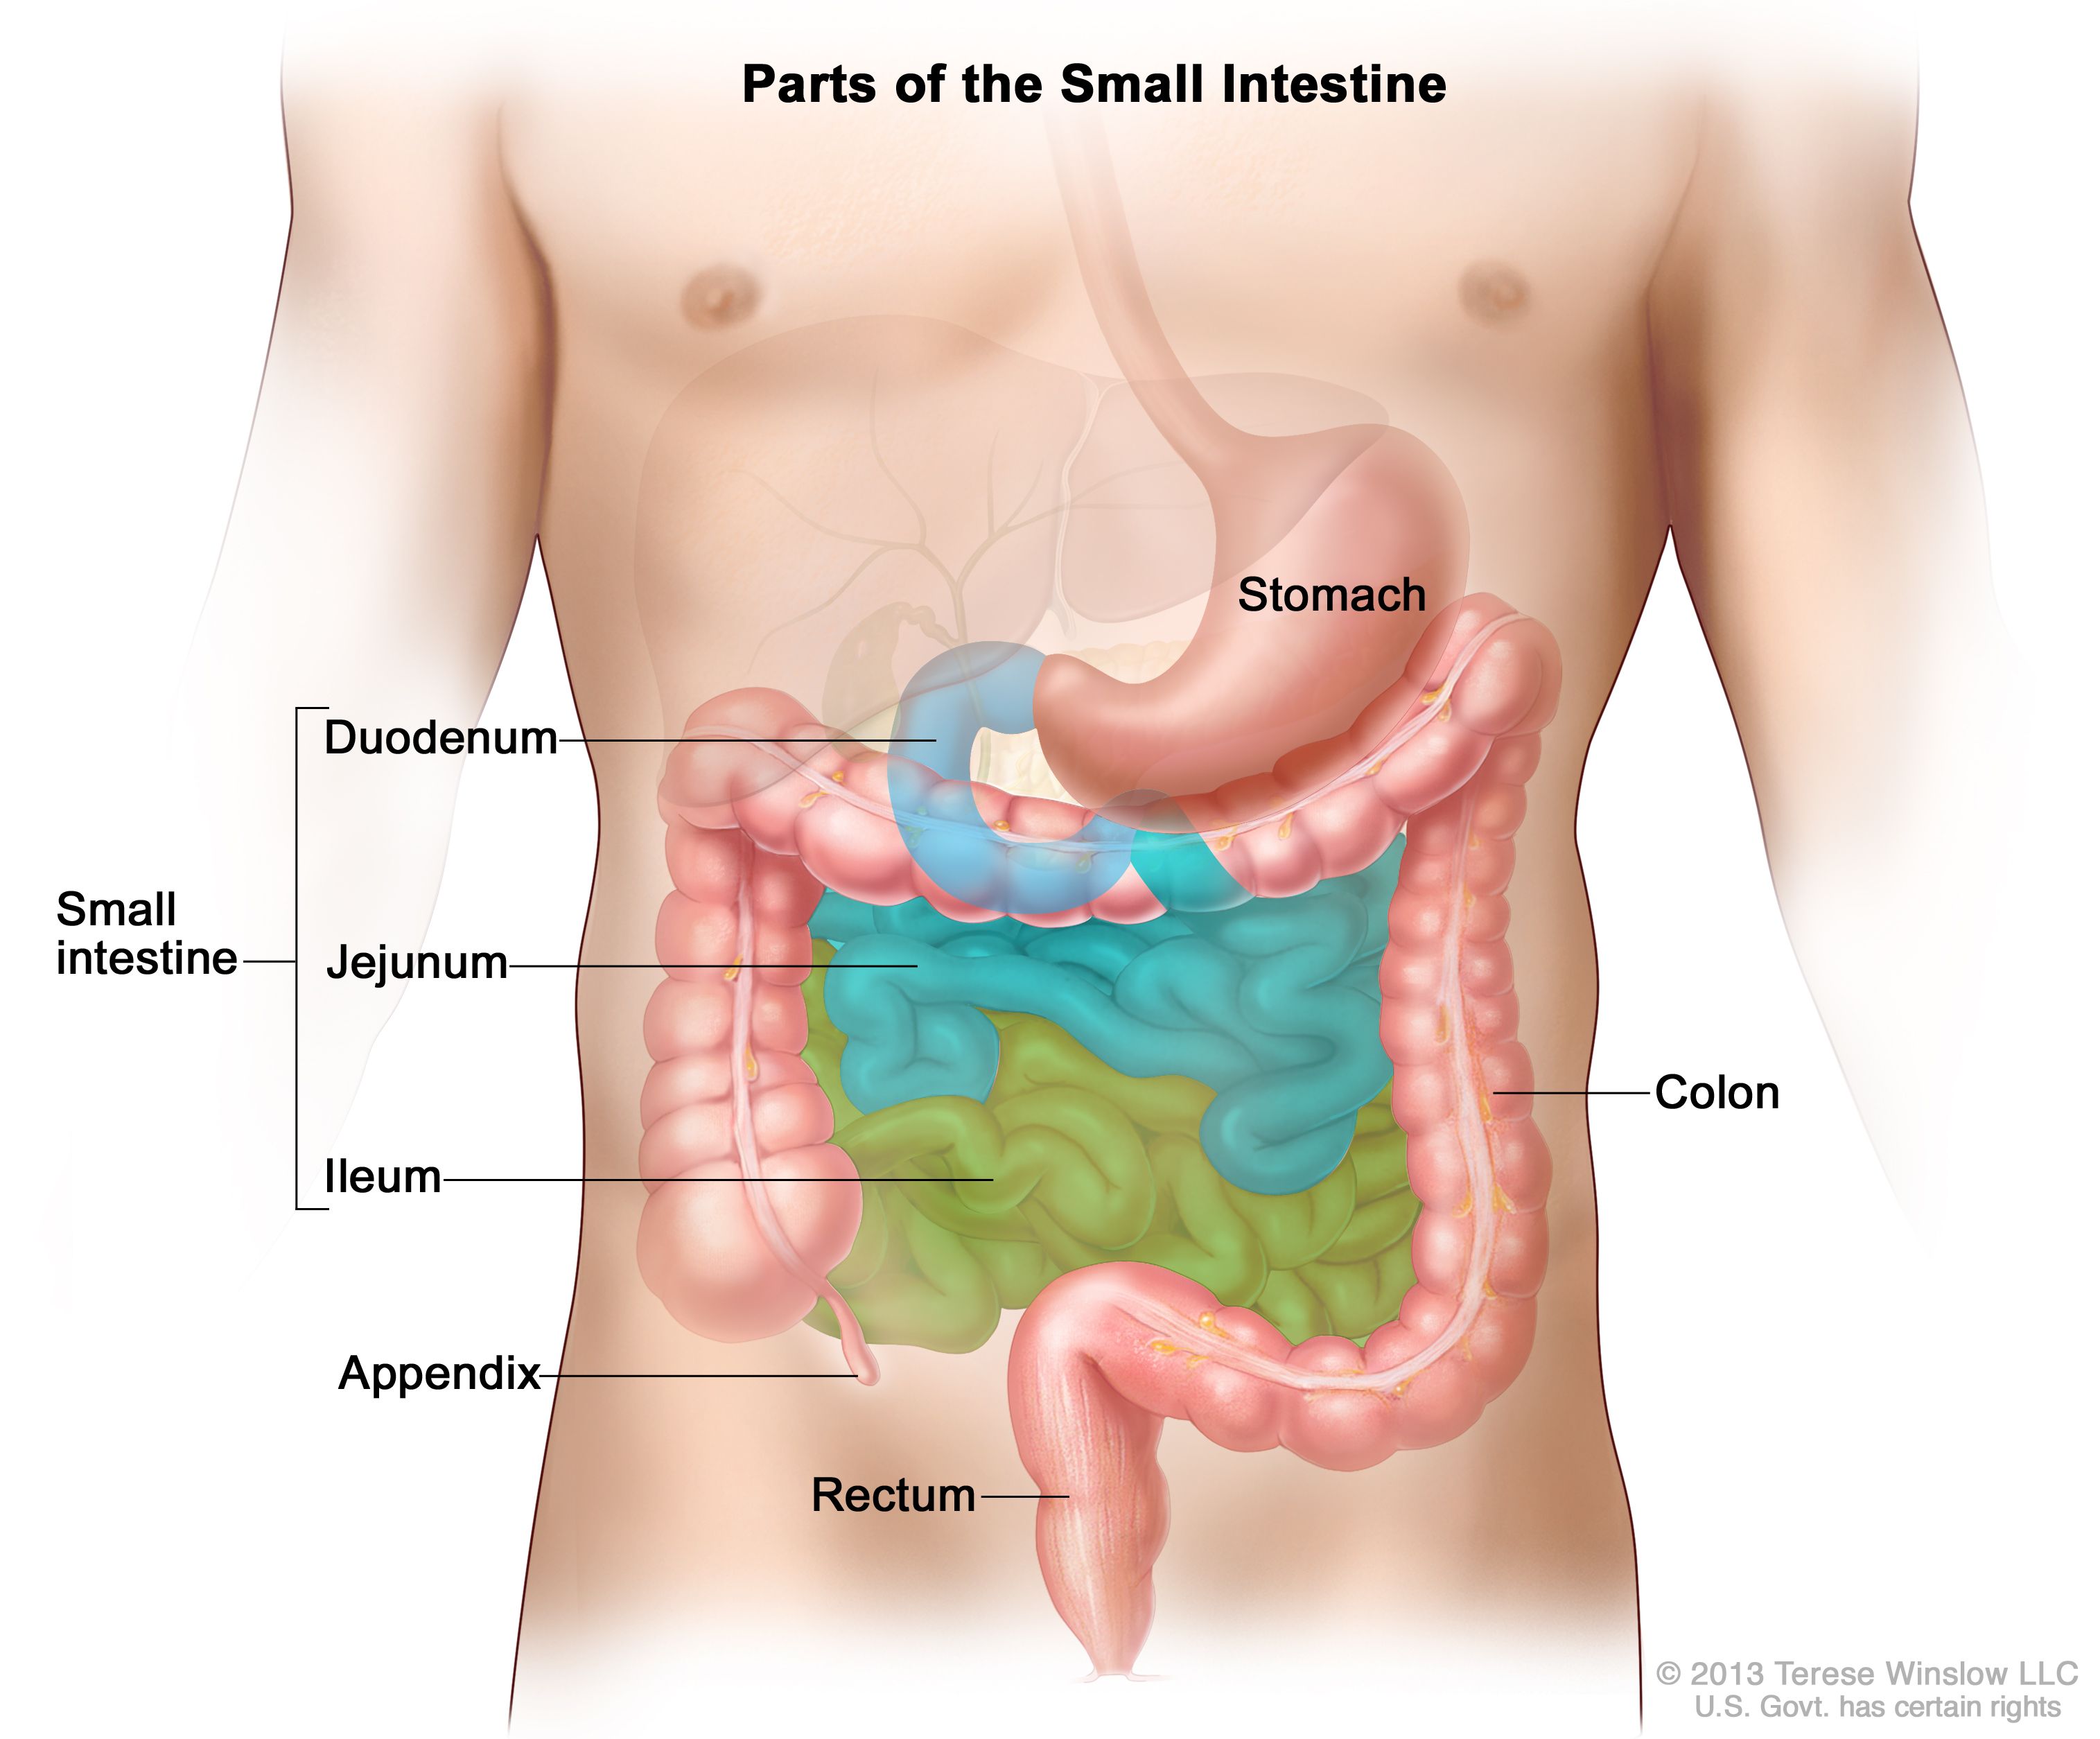 Parts of the Small Intestine
Stomach
Duodenum
Small
intestine
Jejunum
Colon
Ileum
Appendix
Rectum
© 2013 Terese Winslow LLC
U.S. Govt. has certain rights